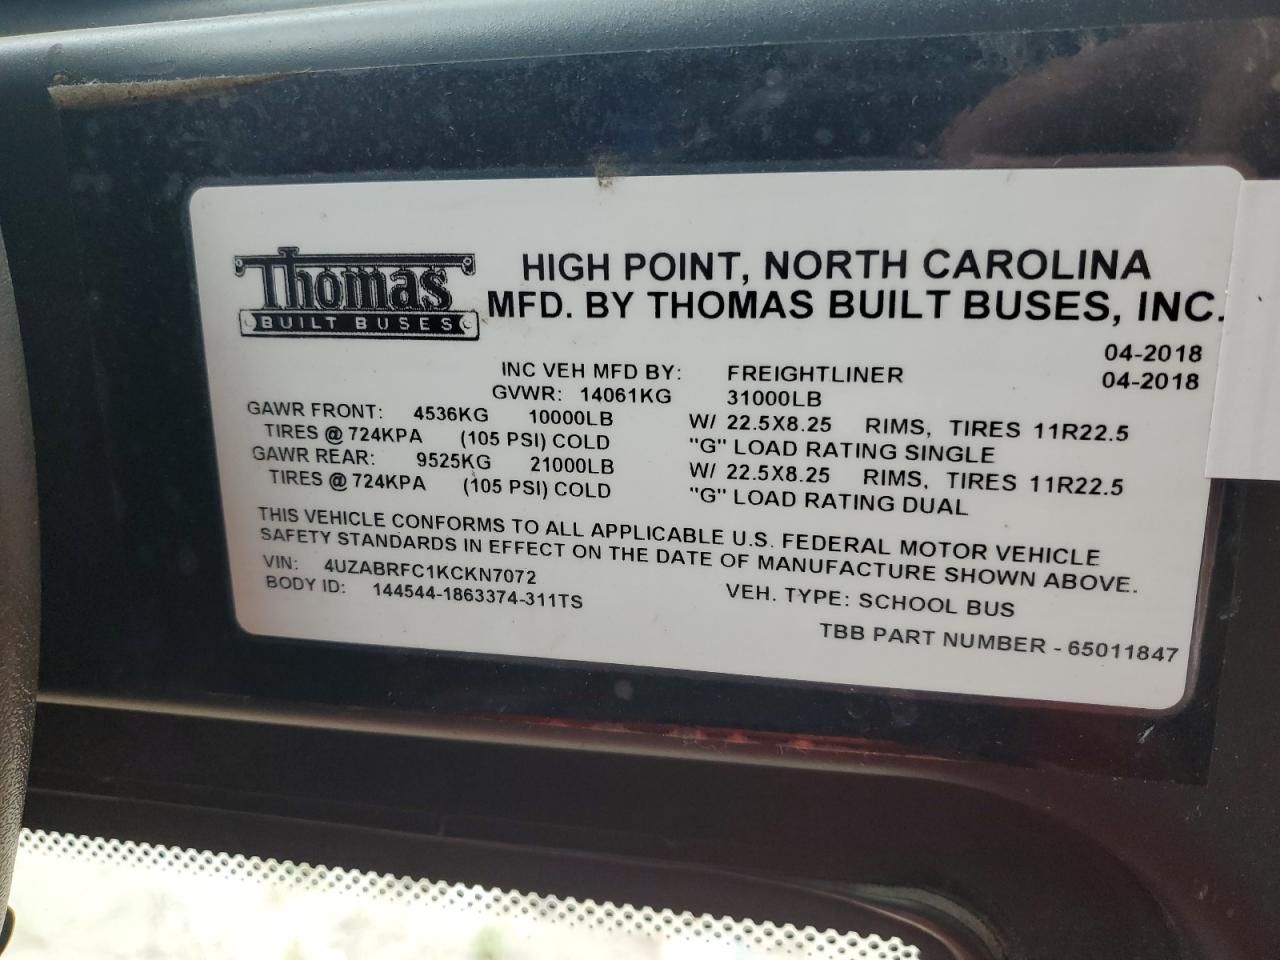 Thomas
BUILT BUSES
HIGH POINT, NORTH CAROLINA
MFD. BY THOMAS BUILT BUSES, INC.
04-2018
INC VEH MFD BY: FREIGHTLINER 04-2018
GVWR: 14061KG 31000LB
GAWR FRONT: 4536KG 10000LB W/ 22.5X8.25 RIMS, TIRES 11R22.5
TIRES @ 724KPA (105 PSI) COLD "G" LOAD RATING SINGLE
GAWR REAR: 9525KG 21000LB W/ 22.5X8.25 RIMS, TIRES 11R22.5
TIRES @ 724KPA (105 PSI) COLD "G" LOAD RATING DUAL
THIS VEHICLE CONFORMS TO ALL APPLICABLE U.S. FEDERAL MOTOR VEHICLE
SAFETY STANDARDS IN EFFECT ON THE DATE OF MANUFACTURE SHOWN ABOVE.
VIN: 4UZABRFC1KCKN7072
BODY ID: 144544-1863374-311TS VEH. TYPE: SCHOOL BUS
TBB PART NUMBER - 65011847